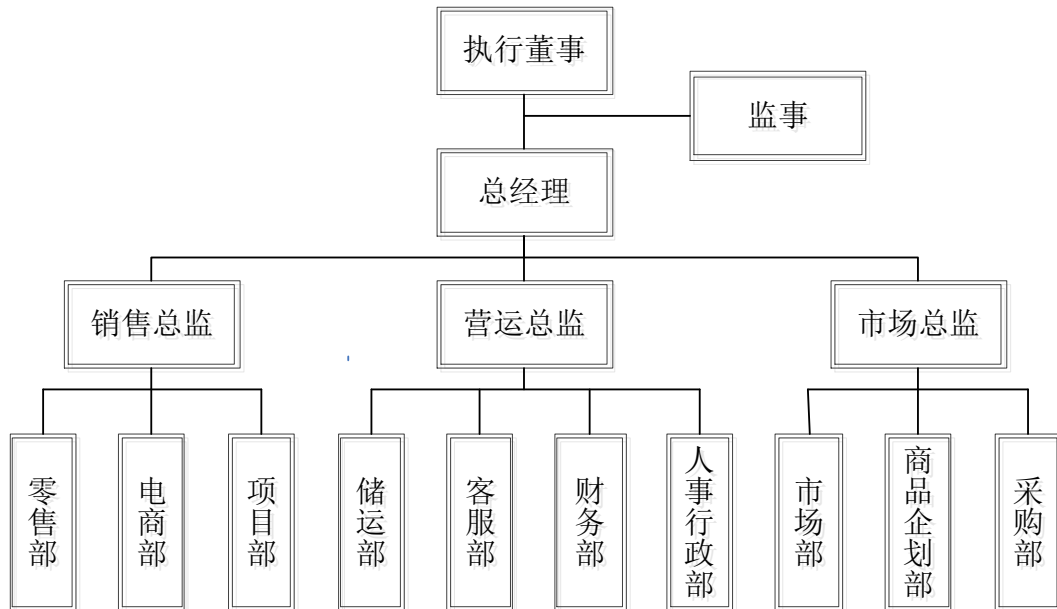 执行董事
监事
总经理
销售总监
营运总监
市场总监
零售部
电商部
项目部
储运部
客服部
财务部
人事行政部
市场部
商品企划部
采购部